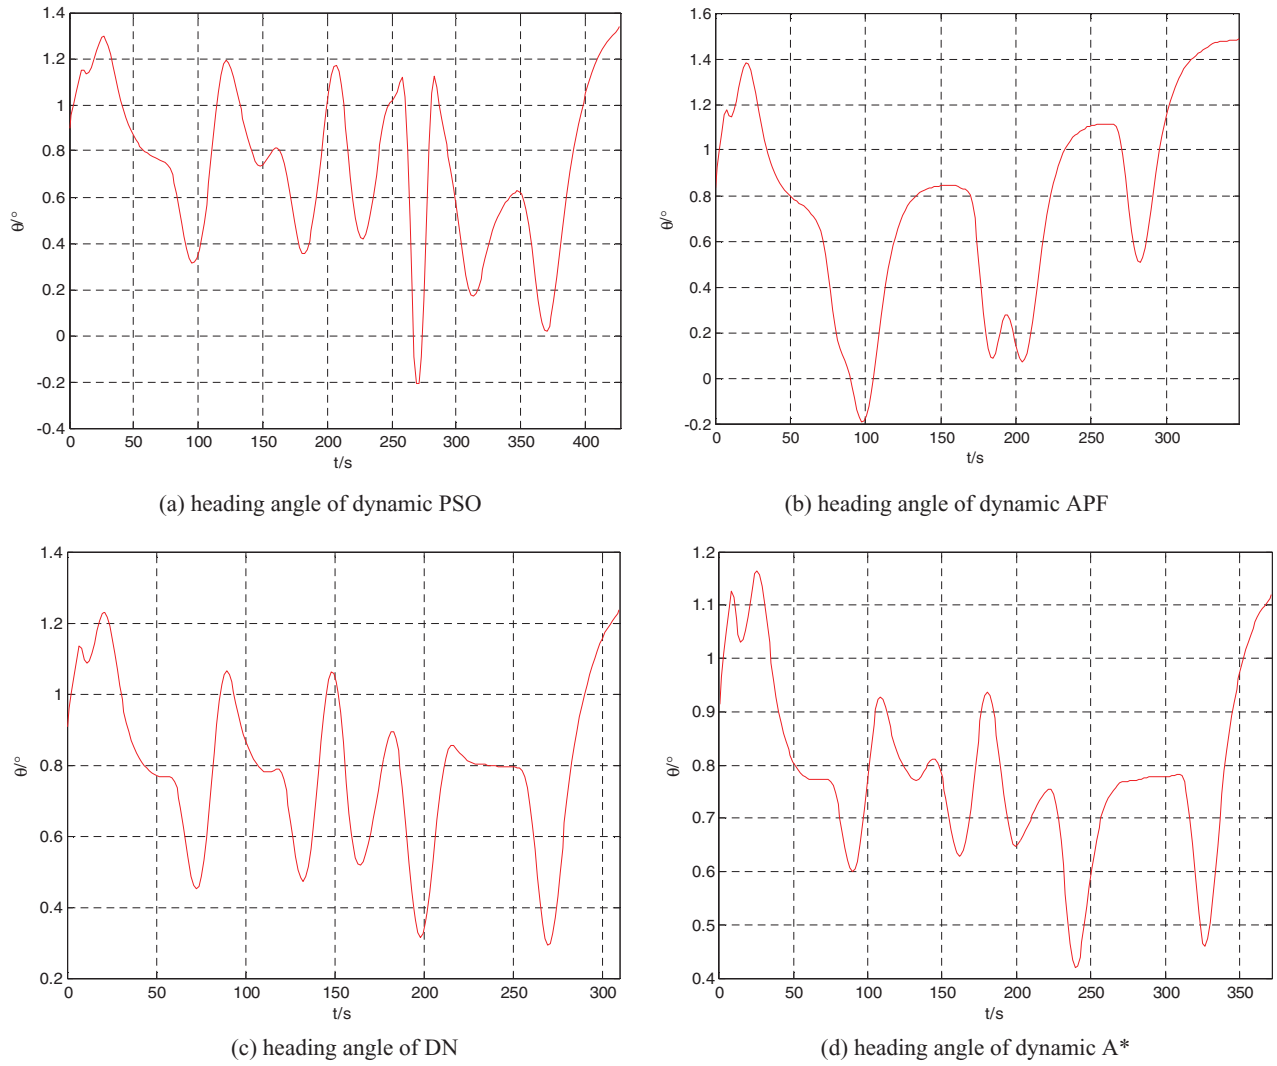 1.4
1.2
1
0.8
0.6
0.4
0.2
0
-0.2
-0.4
θ/°
0 50 100 150 200 250 300 350 400
t/s
(a) heading angle of dynamic PSO
1.6
1.4
1.2
1
0.8
0.6
0.4
0.2
0
-0.2
θ/°
0 50 100 150 200 250 300
t/s
(b) heading angle of dynamic APF
1.4
1.2
1
0.8
0.6
0.4
0.2
θ/°
0 50 100 150 200 250 300
t/s
(c) heading angle of DN
1.2
1.1
1
0.9
0.8
0.7
0.6
0.5
0.4
θ/°
0 50 100 150 200 250 300 350
t/s
(d) heading angle of dynamic A*